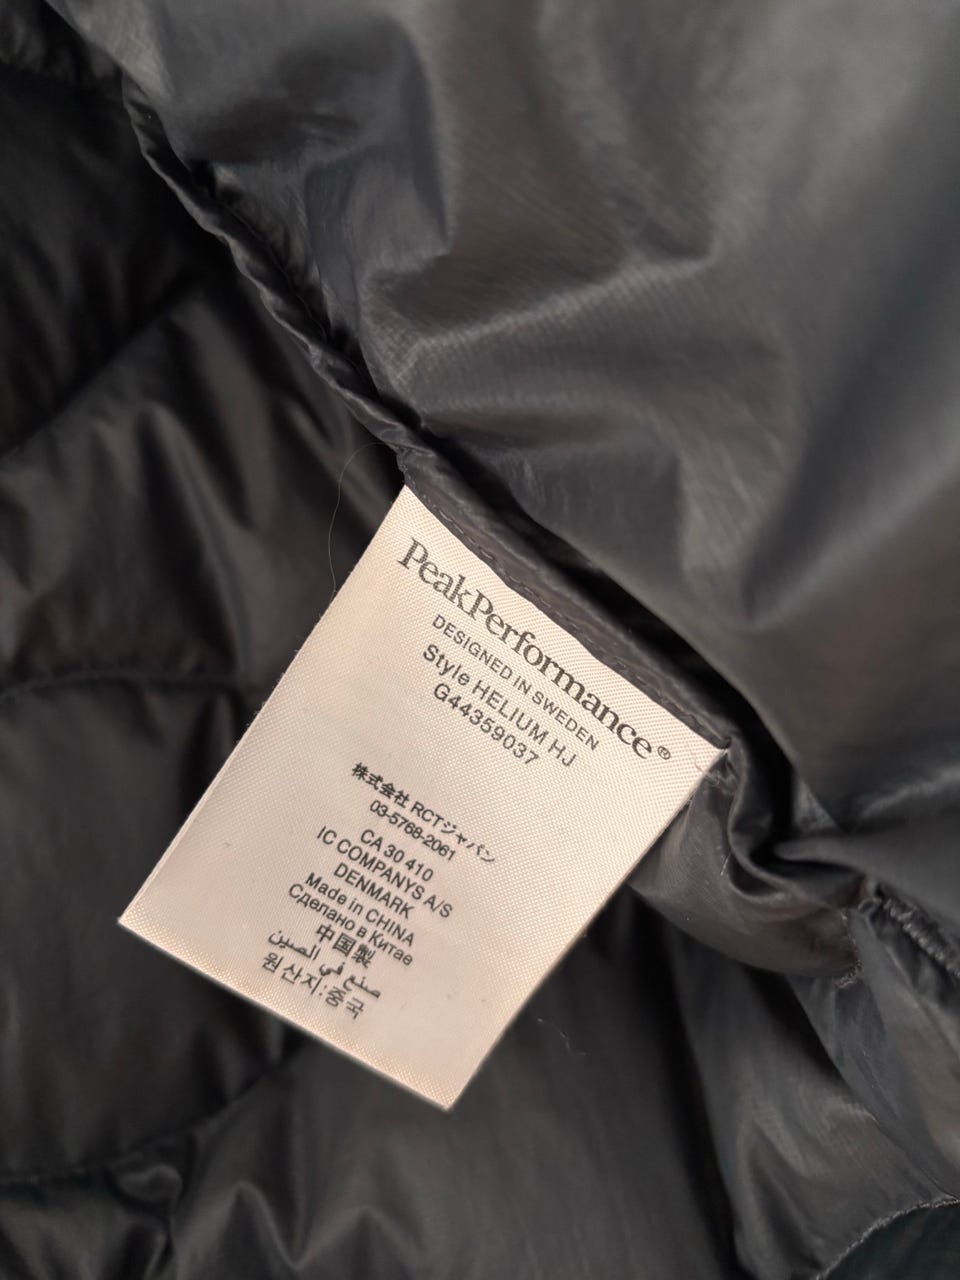 PeakPerformance®
DESIGNED IN SWEDEN
Style HELIUM HJ
G44359037
株式会社 RCTジャパン
03-5768-2061
CA 30 410
IC COMPANYS A/S
DENMARK
Made in CHINA
Сделано в Китае
中国製
صنع في الصين
원산지:중국